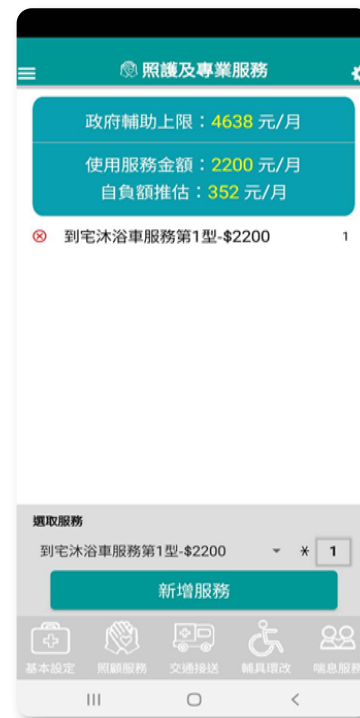 照護及專業服務
政府輔助上限：4638 元/月
使用服務金額：2200 元/月
自負額推估：352 元/月
到宅沐浴車服務第1型-$2200 1
選取服務
到宅沐浴車服務第1型-$2200 * 1
新增服務
基本設定 照顧服務 交通接送 輔具環改 喘息服務